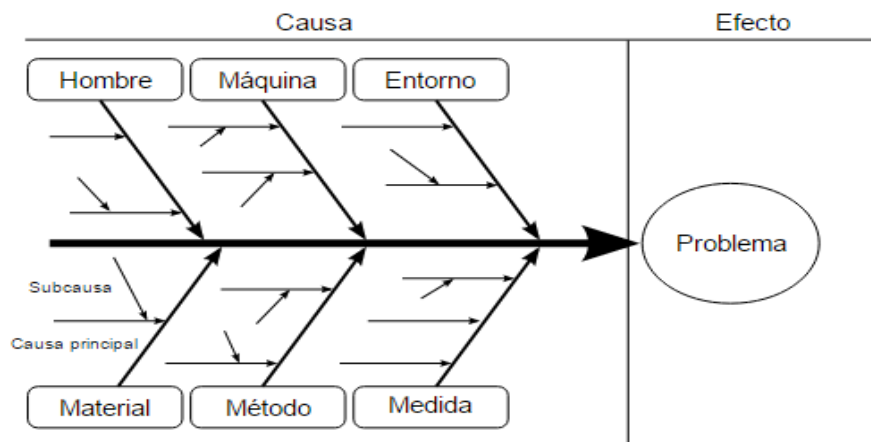 Causa
Efecto
Hombre
Máquina
Entorno
Problema
Subcausa
Causa principal
Material
Método
Medida